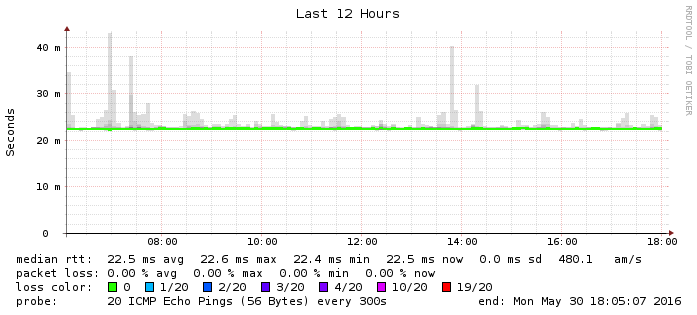 Last 12 Hours
RRDTOOL / TOBI OETIKER
Seconds
40 m
30 m
20 m
10 m
0
08:00 10:00 12:00 14:00 16:00 18:00
median rtt: 22.5 ms avg 22.6 ms max 22.4 ms min 22.5 ms now 0.0 ms sd 480.1 am/s
packet loss: 0.00 % avg 0.00 % max 0.00 % min 0.00 % now
loss color: 0 1/20 2/20 3/20 4/20 10/20 19/20
probe: 20 ICMP Echo Pings (56 Bytes) every 300s end: Mon May 30 18:05:07 2016